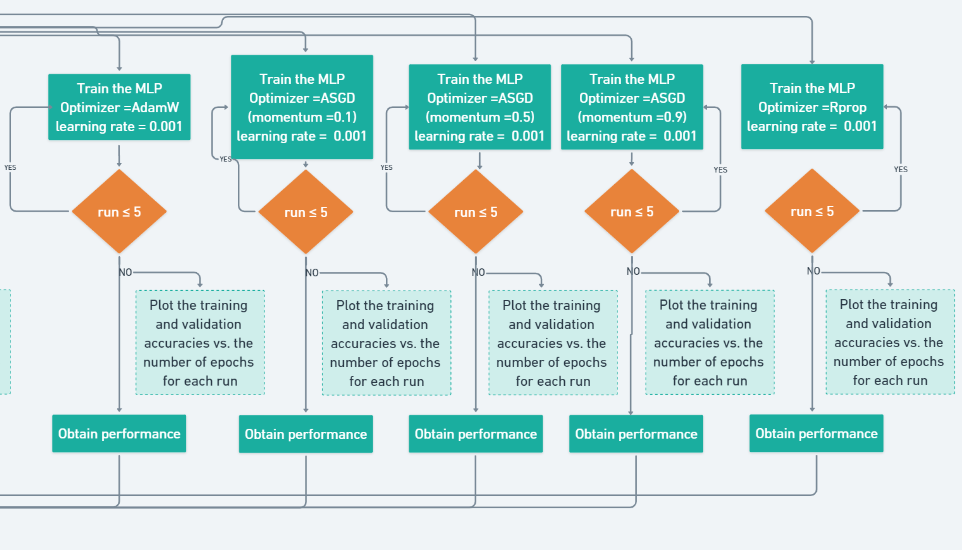 Train the MLP
Optimizer =AdamW
learning rate = 0.001
Train the MLP
Optimizer =ASGD
(momentum =0.1)
learning rate =  0.001
Train the MLP
Optimizer =ASGD
(momentum =0.5)
learning rate =  0.001
Train the MLP
Optimizer =ASGD
(momentum =0.9)
learning rate =  0.001
Train the MLP
Optimizer =Rprop
learning rate =  0.001
YES
YES
YES
YES
YES
run ≤ 5
run ≤ 5
run ≤ 5
run ≤ 5
run ≤ 5
NO
NO
NO
NO
NO
Plot the training
and validation
accuracies vs. the
number of epochs
for each run
Plot the training
and validation
accuracies vs. the
number of epochs
for each run
Plot the training
and validation
accuracies vs. the
number of epochs
for each run
Plot the training
and validation
accuracies vs. the
number of epochs
for each run
Plot the training
and validation
accuracies vs. the
number of epochs
for each run
Obtain performance
Obtain performance
Obtain performance
Obtain performance
Obtain performance